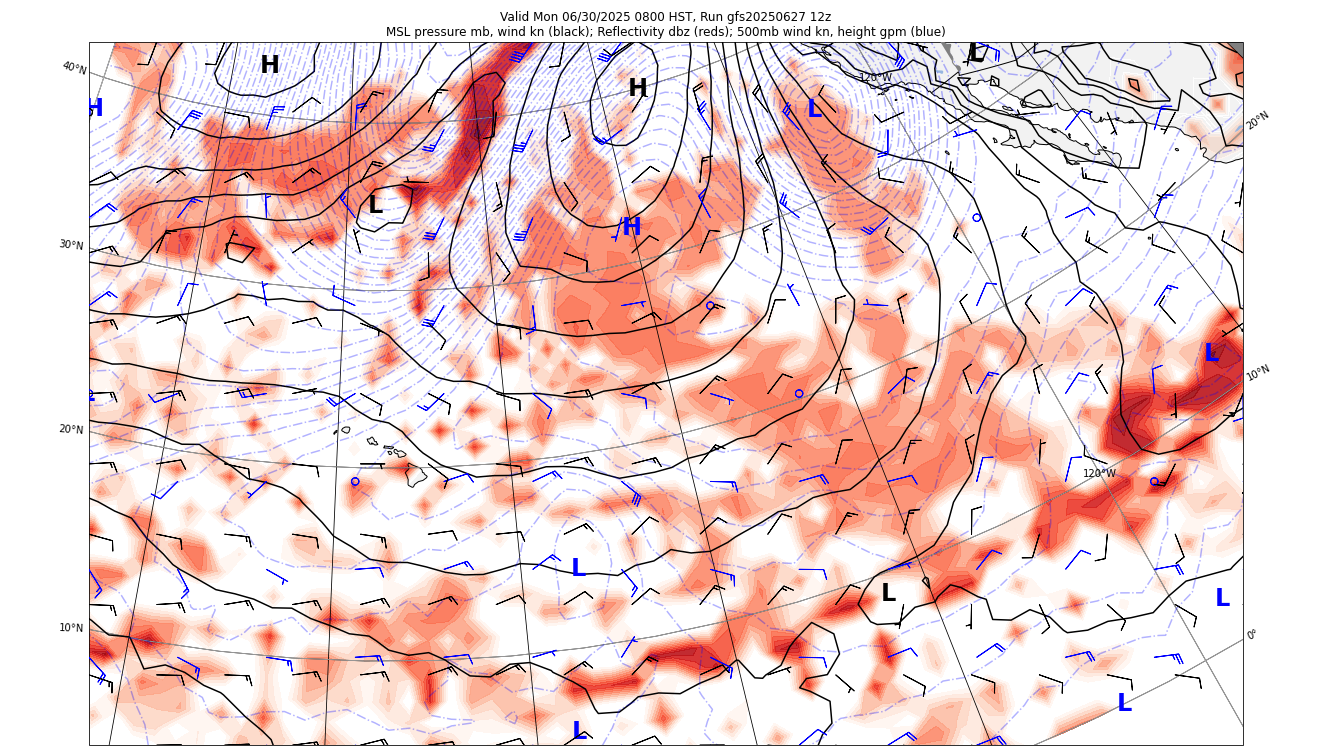 Valid Mon 06/30/2025 0800 HST, Run gfs20250627 12z
MSL pressure mb, wind kn (black); Reflectivity dbz (reds); 500mb wind kn, height gpm (blue)
H
H
L
40°N
120°W
H
L
20°N
L
H
30°N
L
10°N
L
20°N
120°W
L
L
L
10°N
0°
L
L